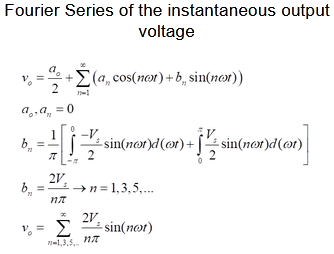 Fourier Series of the instantaneous output
voltage
v_o = a_o/2 + ∑_{n=1}^{∞} (a_n cos(nωt) + b_n sin(nωt))
a_o, a_n = 0
b_n = 1/π [ ∫_{-π}^{0} -V_s/2 sin(nωt)d(ωt) + ∫_{0}^{π} V_s/2 sin(nωt)d(ωt) ]
b_n = 2V_s/nπ → n = 1,3,5,...
v_o = ∑_{n=1,3,5,..}^{∞} 2V_s/nπ sin(nωt)